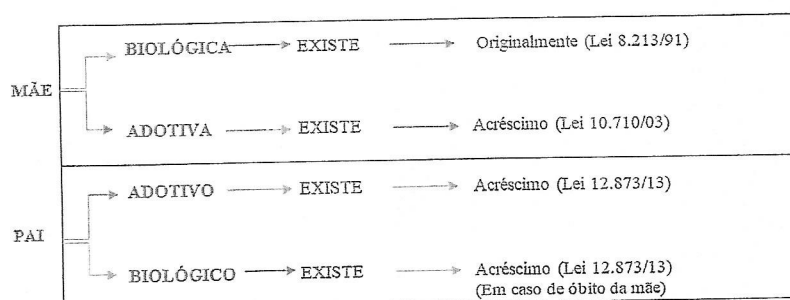 BIOLÓGICA EXISTE Originalmente (Lei 8.213/91)
MÃE
ADOTIVA EXISTE Acréscimo (Lei 10.710/03)
ADOTIVO EXISTE Acréscimo (Lei 12.873/13)
PAI
BIOLÓGICO EXISTE Acréscimo (Lei 12.873/13)
(Em caso de óbito da mãe)